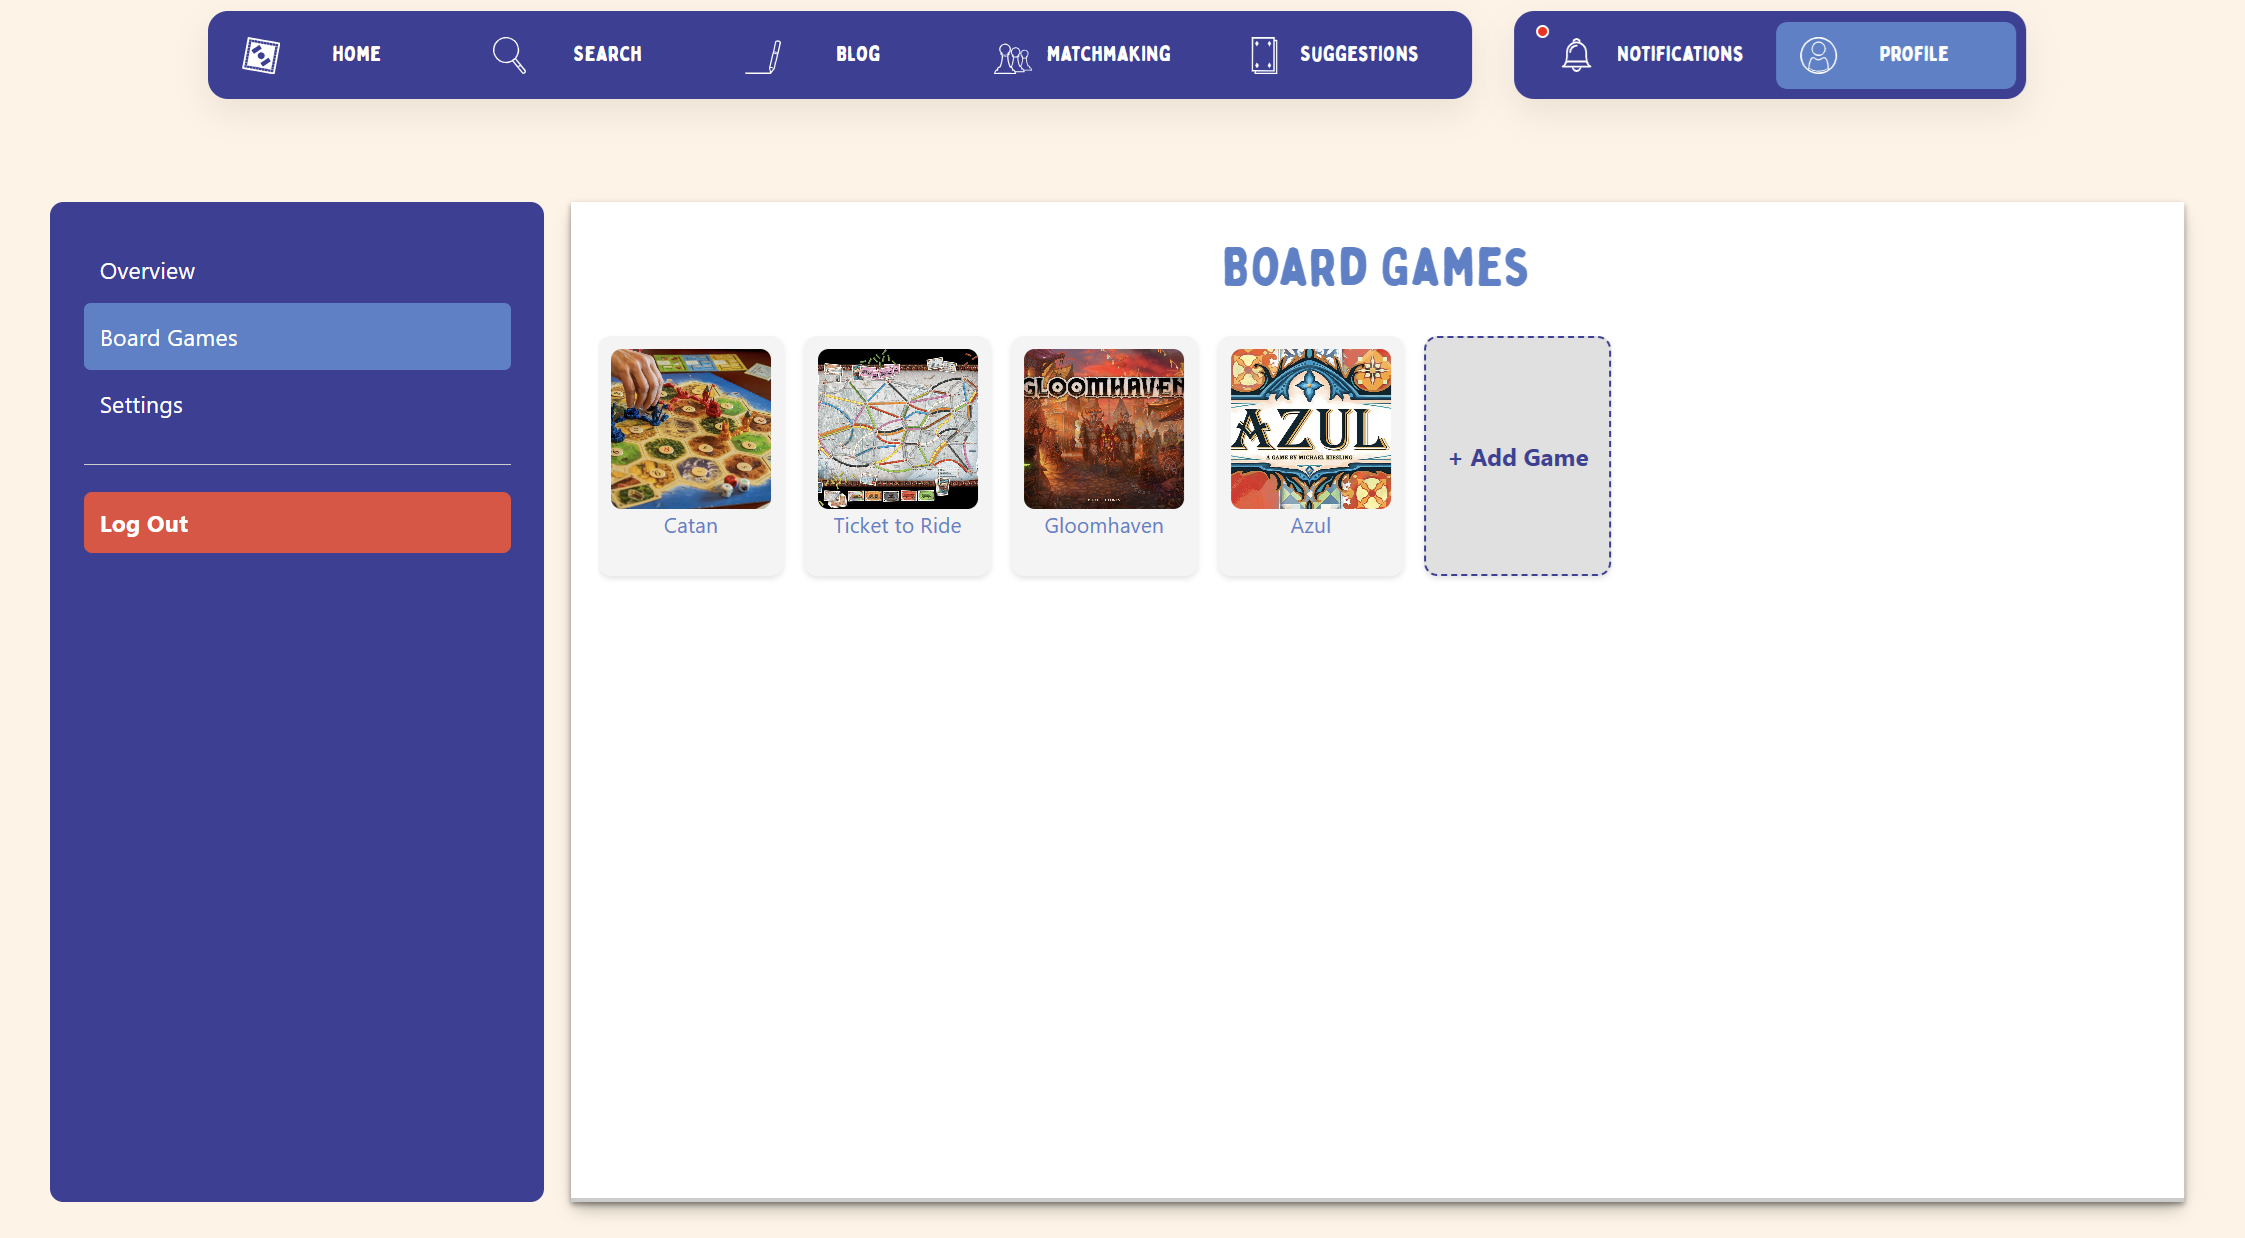 HOME
SEARCH
BLOG
MATCHMAKING
SUGGESTIONS
NOTIFICATIONS
PROFILE
Overview
Board Games
Settings
Log Out
BOARD GAMES
GLOOMHAVEN
AZUL
A GAME BY MICHAEL KIESLING
Catan
Ticket to Ride
Gloomhaven
Azul
+ Add Game